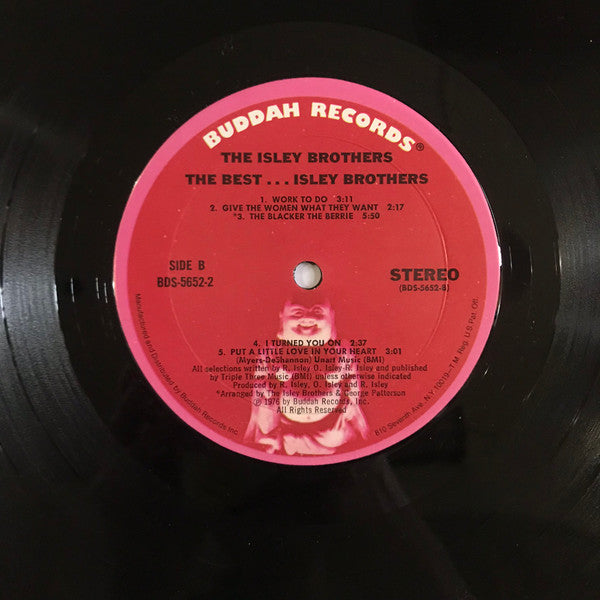 BUDDAH RECORDS®
THE ISLEY BROTHERS
THE BEST... ISLEY BROTHERS
1. WORK TO DO 3:11
2. GIVE THE WOMEN WHAT THEY WANT 2:17
*3. THE BLACKER THE BERRIE 5:50
SIDE B
BDS-5652-2
STEREO
(BDS-5652-B)
4. I TURNED YOU ON 2:37
5. PUT A LITTLE LOVE IN YOUR HEART 3:01
(Myers-DeShannon) Unart Music (BMI)
All selections written by R. Isley O. Isley R. Isley and published
by Triple Three Music (BMI) unless otherwise indicated
Produced by R. Isley, O. Isley and R. Isley
*Arranged by The Isley Brothers & George Patterson
℗ 1976 by Buddah Records, Inc.
All Rights Reserved
Manufactured and Distributed by Buddah Records Inc.
810 Seventh Ave. N.Y. 10019—T.M. Reg. U.S. Pat. Off.